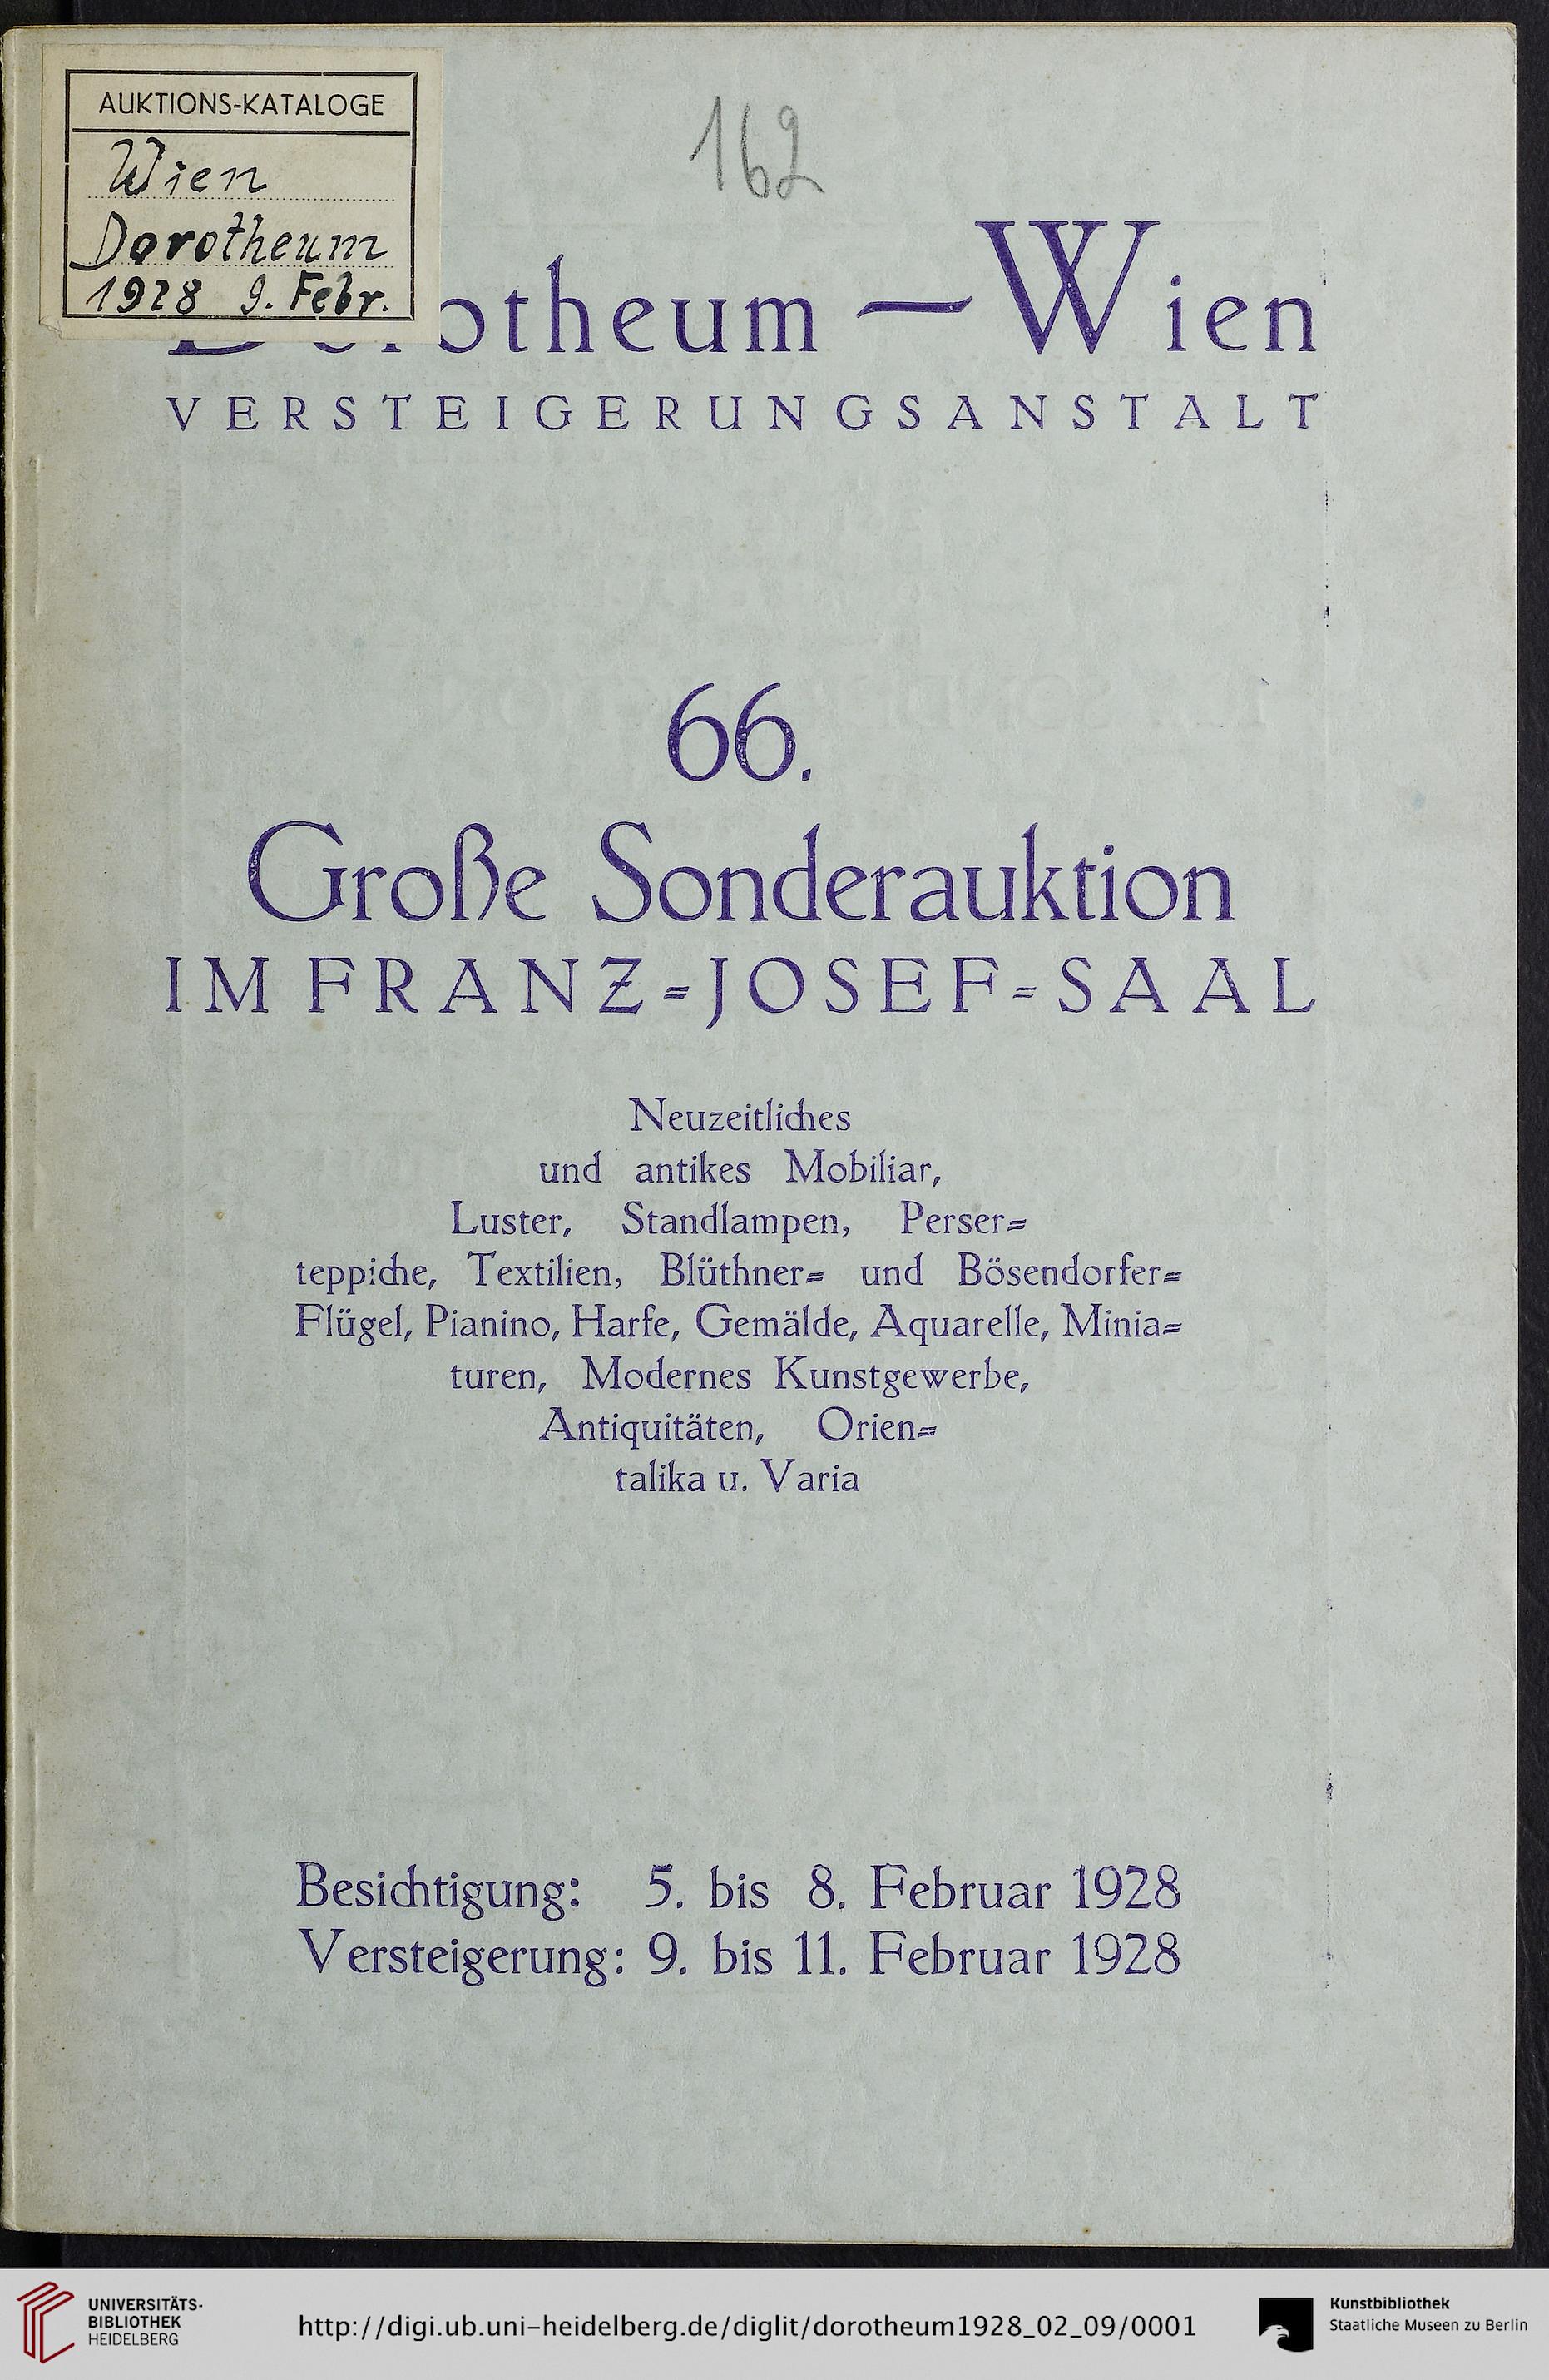 AUKTIONS-KATALOGE
Wien
Dorotheum
1928 9. Febr.
162
Dorotheum — Wien
VERSTEIGERUNGSANSTALT
66.
Große Sonderauktion
IM FRANZ-JOSEF-SAAL
Neuzeitliches
und antikes Mobiliar,
Luster, Standlampen, Perser-
teppiche, Textilien, Blüthner- und Bösendorfer-
Flügel, Pianino, Harfe, Gemälde, Aquarelle, Minia-
turen, Modernes Kunstgewerbe,
Antiquitäten, Orien-
talika u. Varia
Besichtigung: 5. bis 8. Februar 1928
Versteigerung: 9. bis 11. Februar 1928
UNIVERSITÄTS-
BIBLIOTHEK
HEIDELBERG
http://digi.ub.uni-heidelberg.de/diglit/dorotheum1928_02_09/0001
Kunstbibliothek
Staatliche Museen zu Berlin